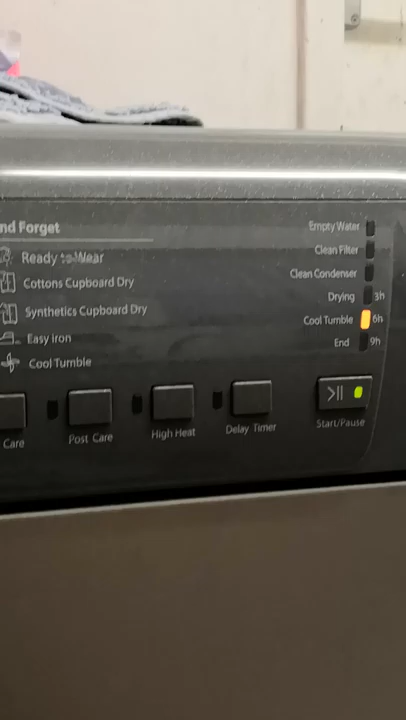 nd Forget
Ready to Wear
Cottons Cupboard Dry
Synthetics Cupboard Dry
Easy Iron
Cool Tumble
Empty Water
Clean Filter
Clean Condenser
Drying 3h
Cool Tumble 6h
End 9h
Care
Post Care
High Heat
Delay Timer
Start/Pause